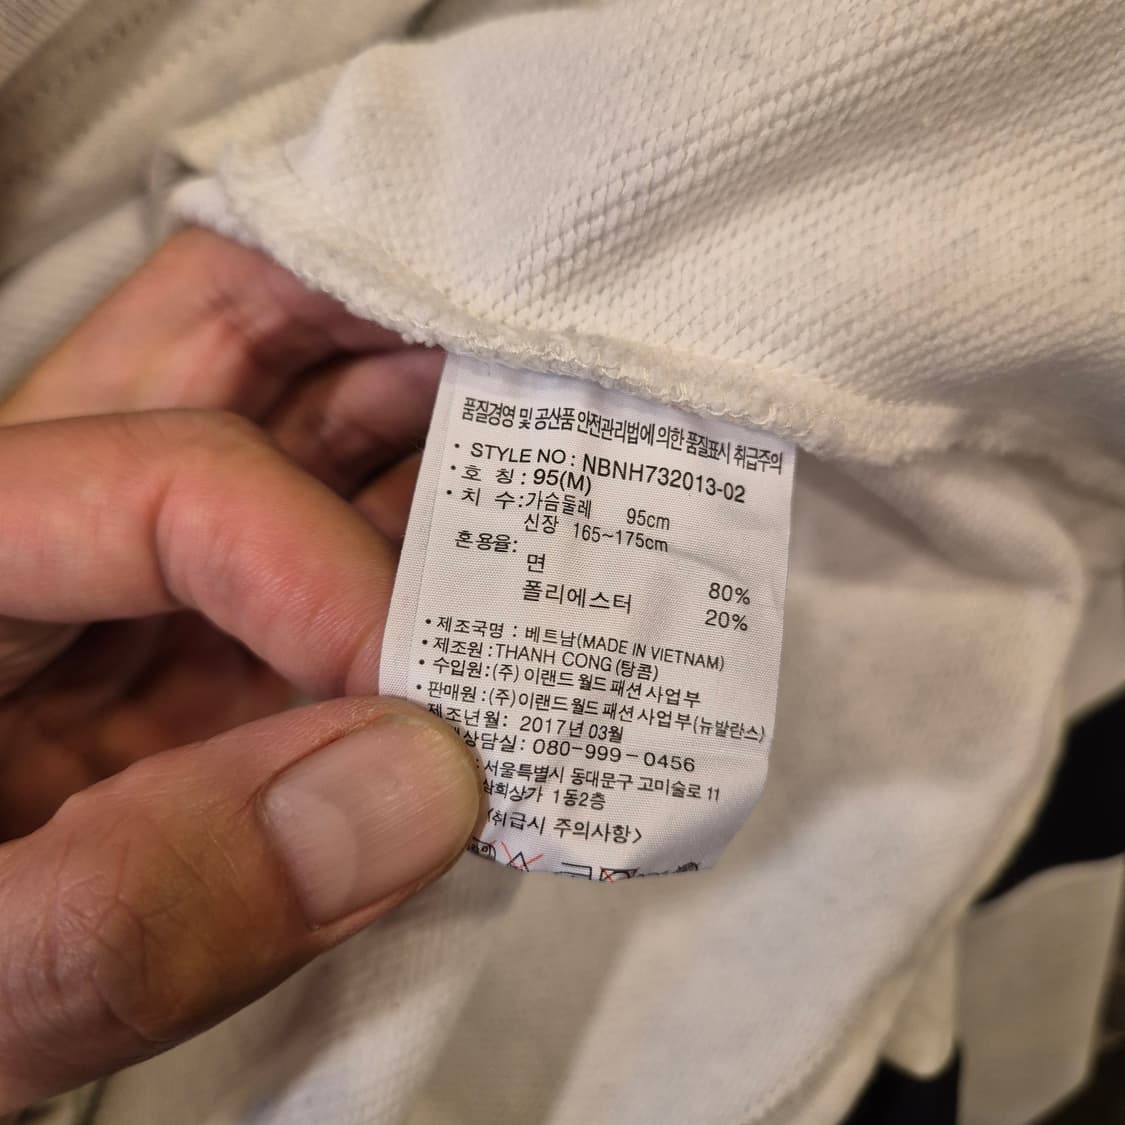 품질경영 및 공산품 안전관리법에 의한 품질표시 취급주의
• STYLE NO : NBNH732013-02
• 호 칭 : 95(M)
• 치 수 : 가슴둘레 95cm
신장 165~175cm
혼용율:
면 80%
폴리에스터 20%
• 제조국명 : 베트남(MADE IN VIETNAM)
• 제조원 : THANH CONG (탕콤)
• 수입원 : (주) 이랜드 월드 패션 사업부
• 판매원 : (주)이랜드 월드 패션 사업부(뉴발란스)
제조년월: 2017년 03월
상담실: 080-999-0456
: 서울특별시 동대문구 고미술로 11
삼희상가 1동2층
〈취급시 주의사항〉